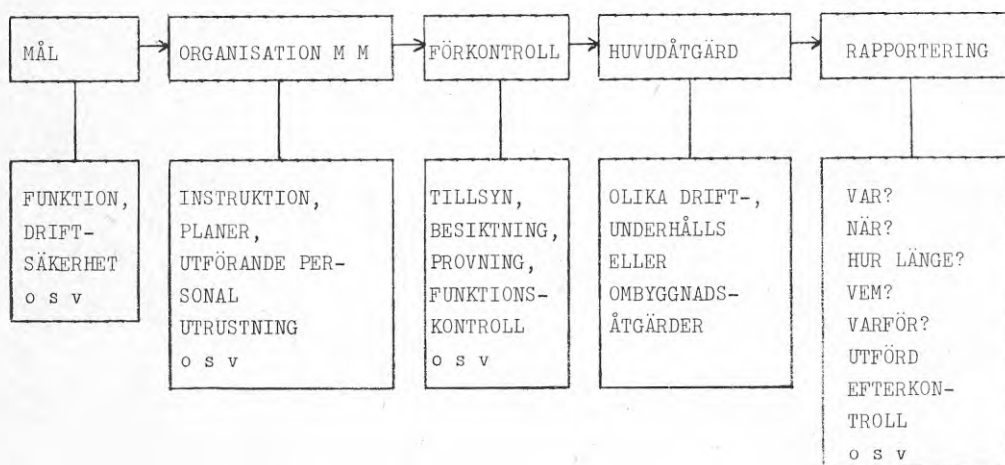 MÅL
ORGANISATION M M
FÖRKONTROLL
HUVUDÅTGÄRD
RAPPORTERING
FUNKTION,
DRIFT-
SÄKERHET
O S V
INSTRUKTION,
PLANER,
UTFÖRANDE PER-
SONAL
UTRUSTNING
O S V
TILLSYN,
BESIKTNING,
PROVNING,
FUNKTIONS-
KONTROLL
O S V
OLIKA DRIFT-,
UNDERHÅLLS
ELLER
OMBYGGNADS-
ÅTGÄRDER
VAR?
NÄR?
HUR LÄNGE?
VEM?
VARFÖR?
UTFÖRD
EFTERKON-
TROLL
O S V